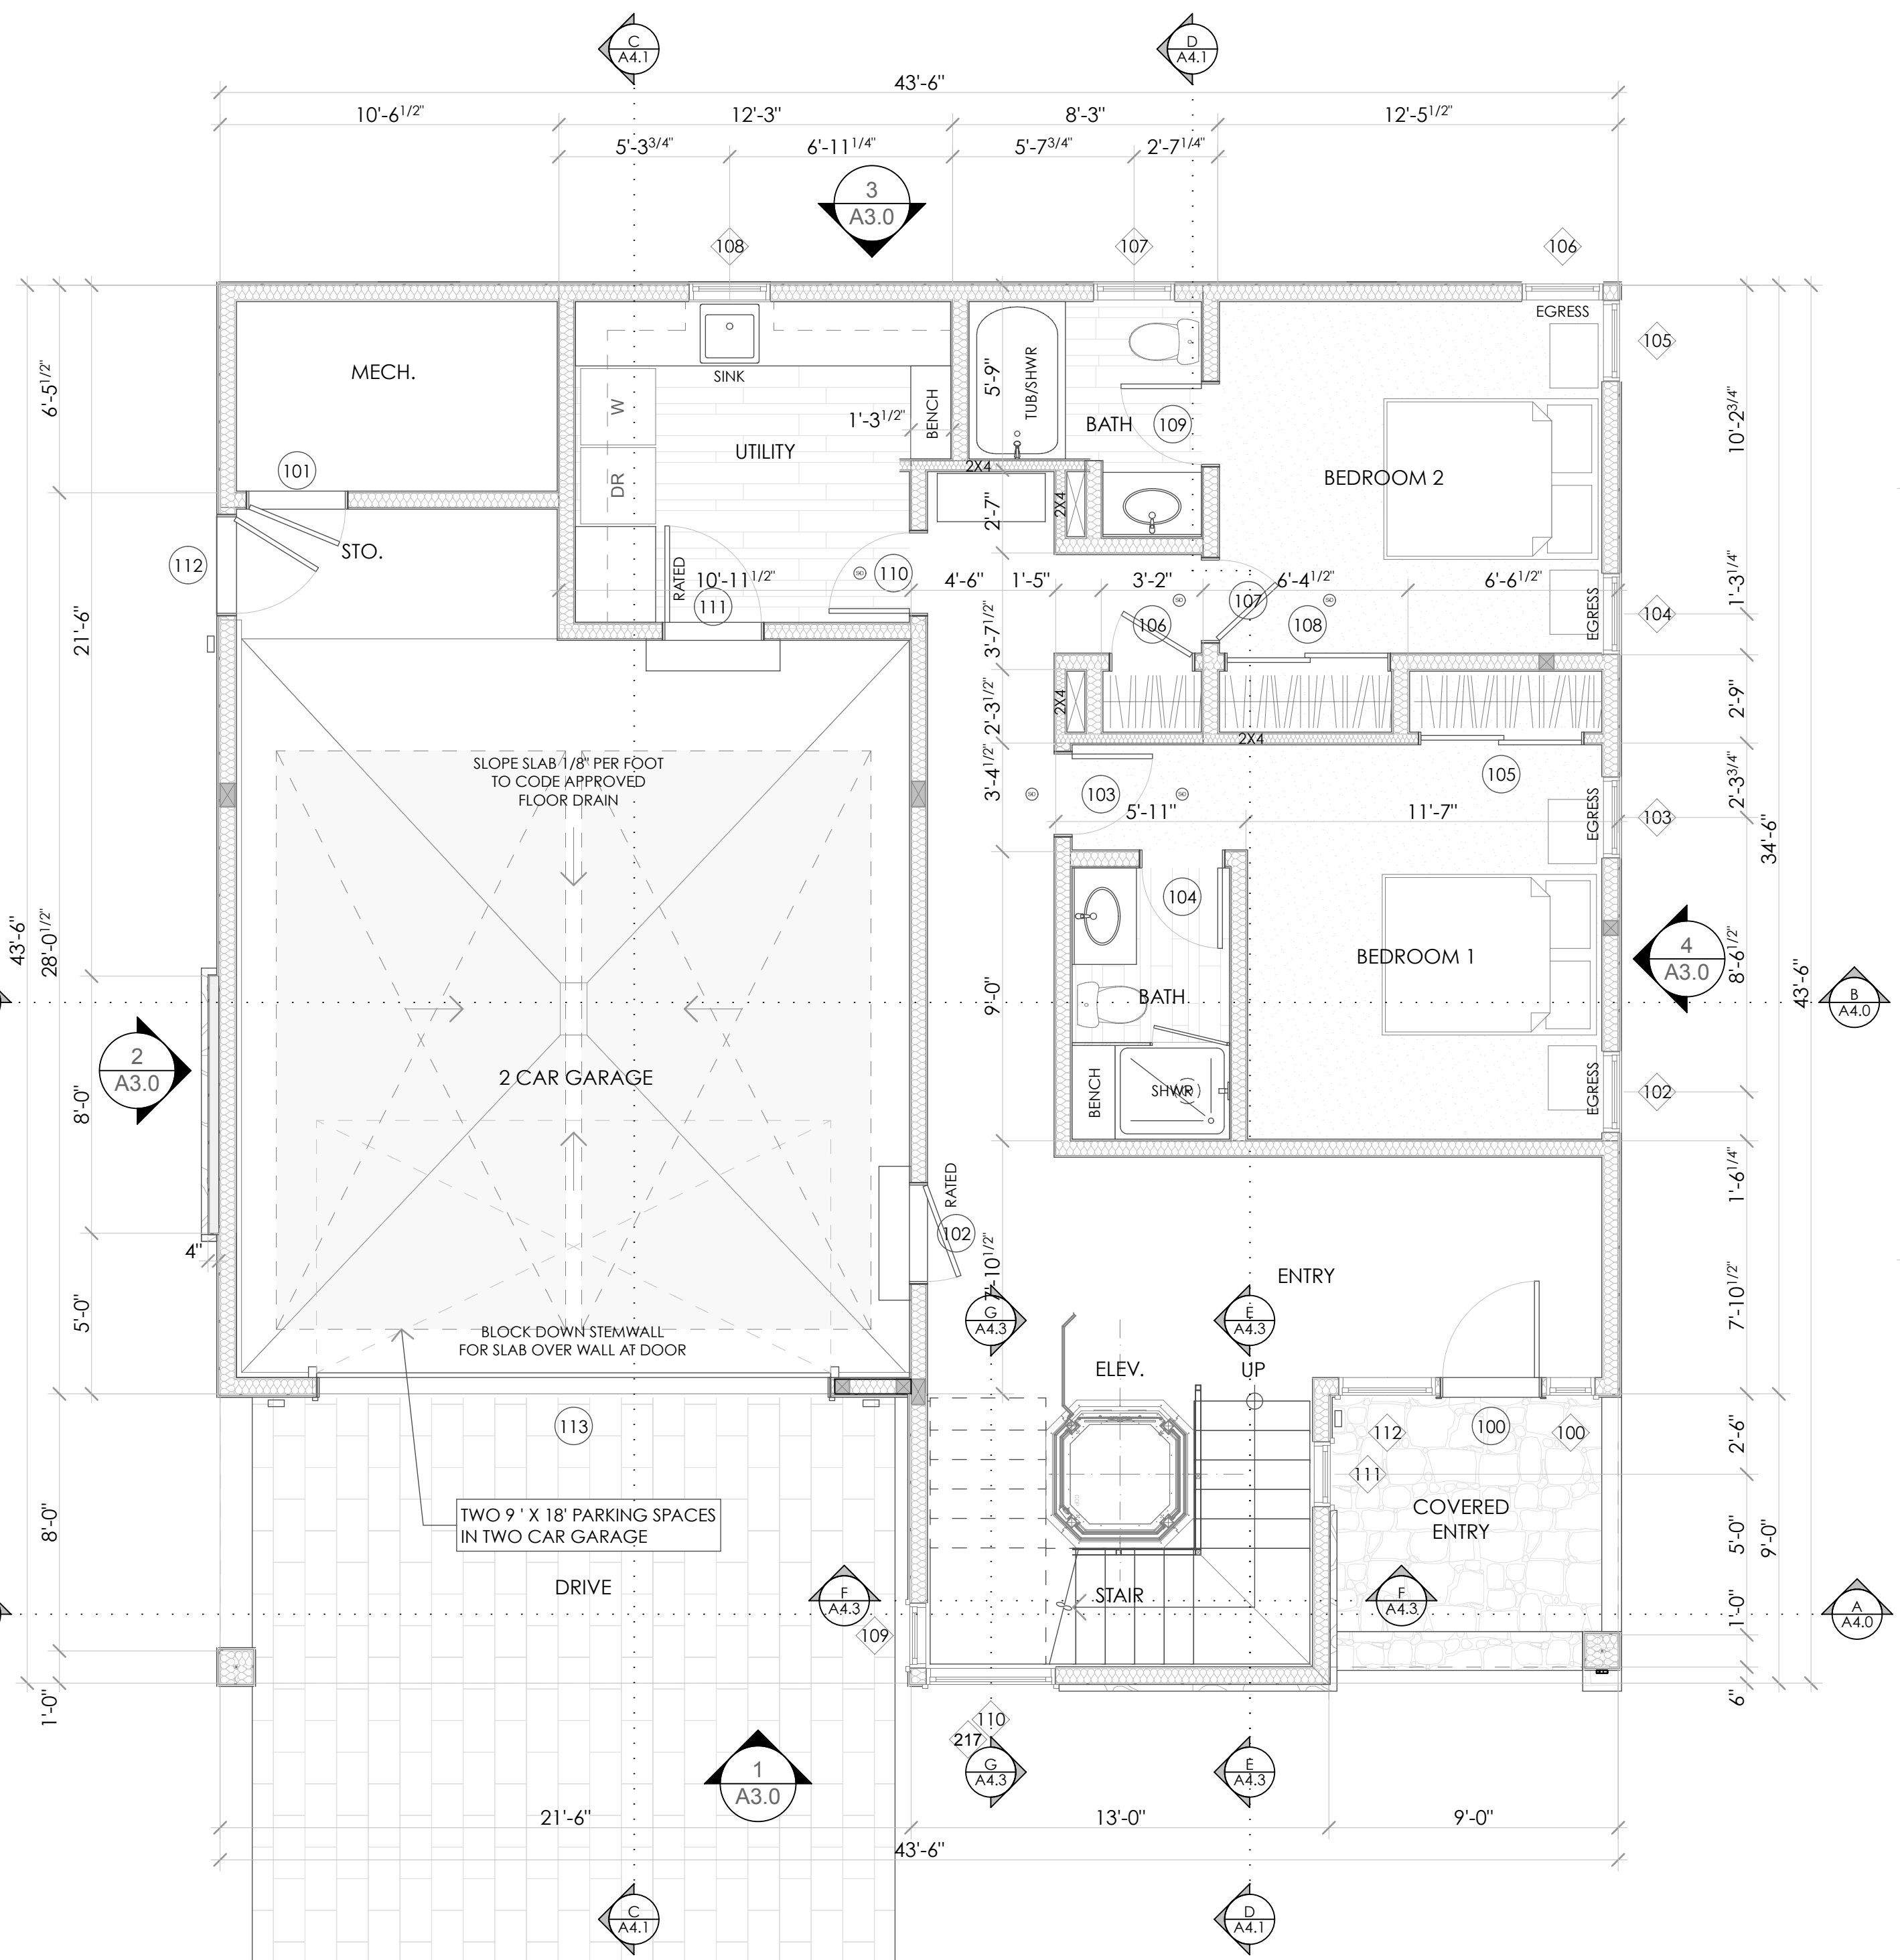 C
A4.1
D
A4.1
43'-6"
10'-6 1/2"
12'-3"
8'-3"
12'-5 1/2"
5'-3 3/4"
6'-11 1/4"
5'-7 3/4"
2'-7 1/4"
3
A3.0
108
107
106
EGRESS
105
MECH.
SINK
W
DR
1'-3 1/2"
BENCH
UTILITY
5'-9"
TUB/SHWR
BATH
109
BEDROOM 2
10'-2 3/4"
6'-5 1/2"
101
2X4
2'-7"
2X4
STO.
112
RATED
10'-11 1/2"
111
SD
110
4'-6"
1'-5"
3'-2"
6'-4 1/2"
6'-6 1/2"
SD
107
SD
106
108
EGRESS
104
1'-3 1/4"
21'-6"
3'-7 1/2"
2'-3 1/2"
2X4
2X4
2'-9"
SLOPE SLAB 1/8" PER FOOT
TO CODE APPROVED
FLOOR DRAIN
3'-4 1/2"
SD
103
SD
105
5'-11"
11'-7"
EGRESS
103
2'-3 3/4"
34'-6"
104
43'-6"
28'-0 1/2"
BEDROOM 1
4
A3.0
8'-6 1/2"
43'-6"
B
A4.0
9'-0"
BATH
2
A3.0
8'-0"
2 CAR GARAGE
BENCH
SHWR
EGRESS
102
1'-6 1/4"
RATED
102
4"
7'-10 1/2"
ENTRY
7'-10 1/2"
5'-0"
G
A4.3
E
A4.3
BLOCK DOWN STEMWALL
FOR SLAB OVER WALL AT DOOR
ELEV.
UP
113
112
100
100
111
2'-6"
COVERED
ENTRY
8'-0"
TWO 9 ' X 18' PARKING SPACES
IN TWO CAR GARAGE
5'-0"
9'-0"
DRIVE
F
A4.3
STAIR
F
A4.3
A
A4.0
1'-0"
109
1'-0"
6"
110
217
G
A4.3
E
A4.3
1
A3.0
21'-6"
13'-0"
9'-0"
43'-6"
C
A4.1
D
A4.1